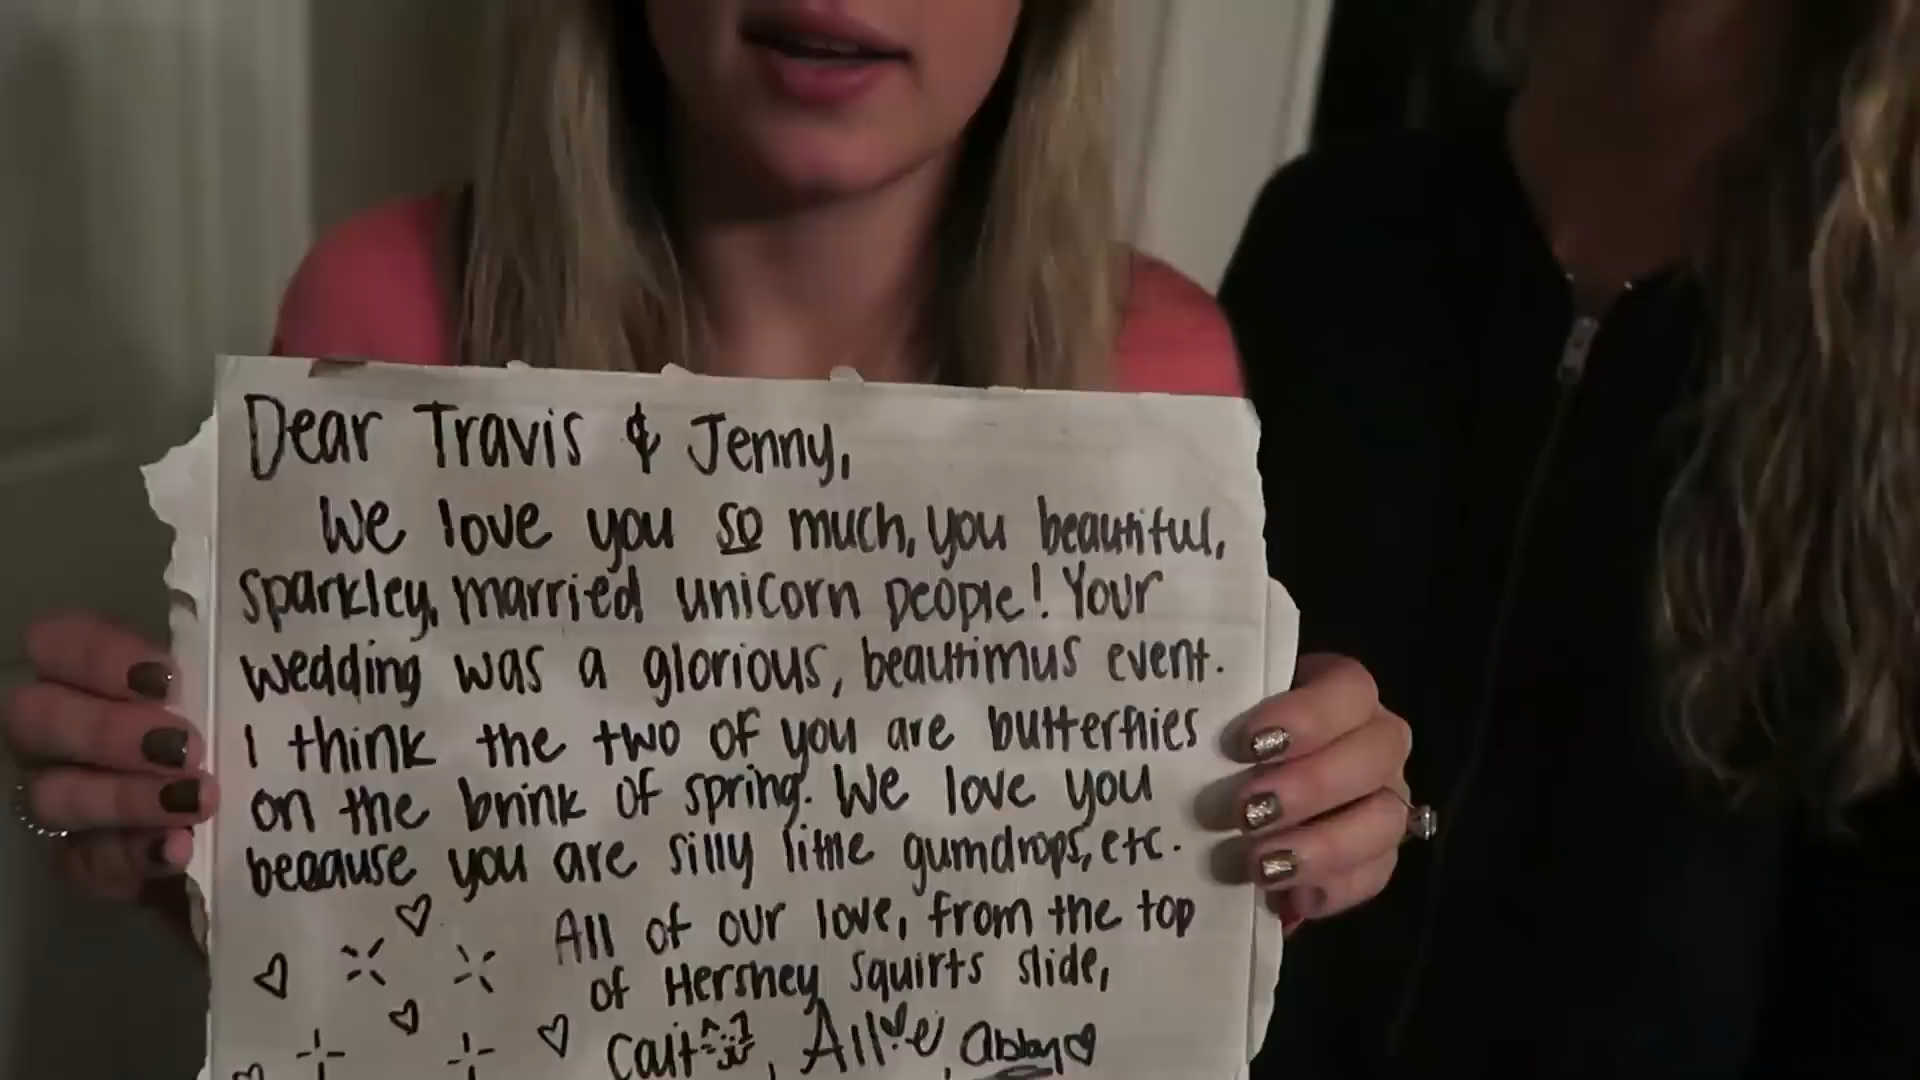 Dear Travis & Jenny,
We love you so much, you beautiful,
sparkley, married unicorn people! Your
wedding was a glorious, beautimus event.
I think the two of you are butterflies
on the brink of spring. We love you
beacause you are silly little gumdrops, etc.
All of our love, from the top
of Hershey Squirts slide,
Cait, Allie, Abby